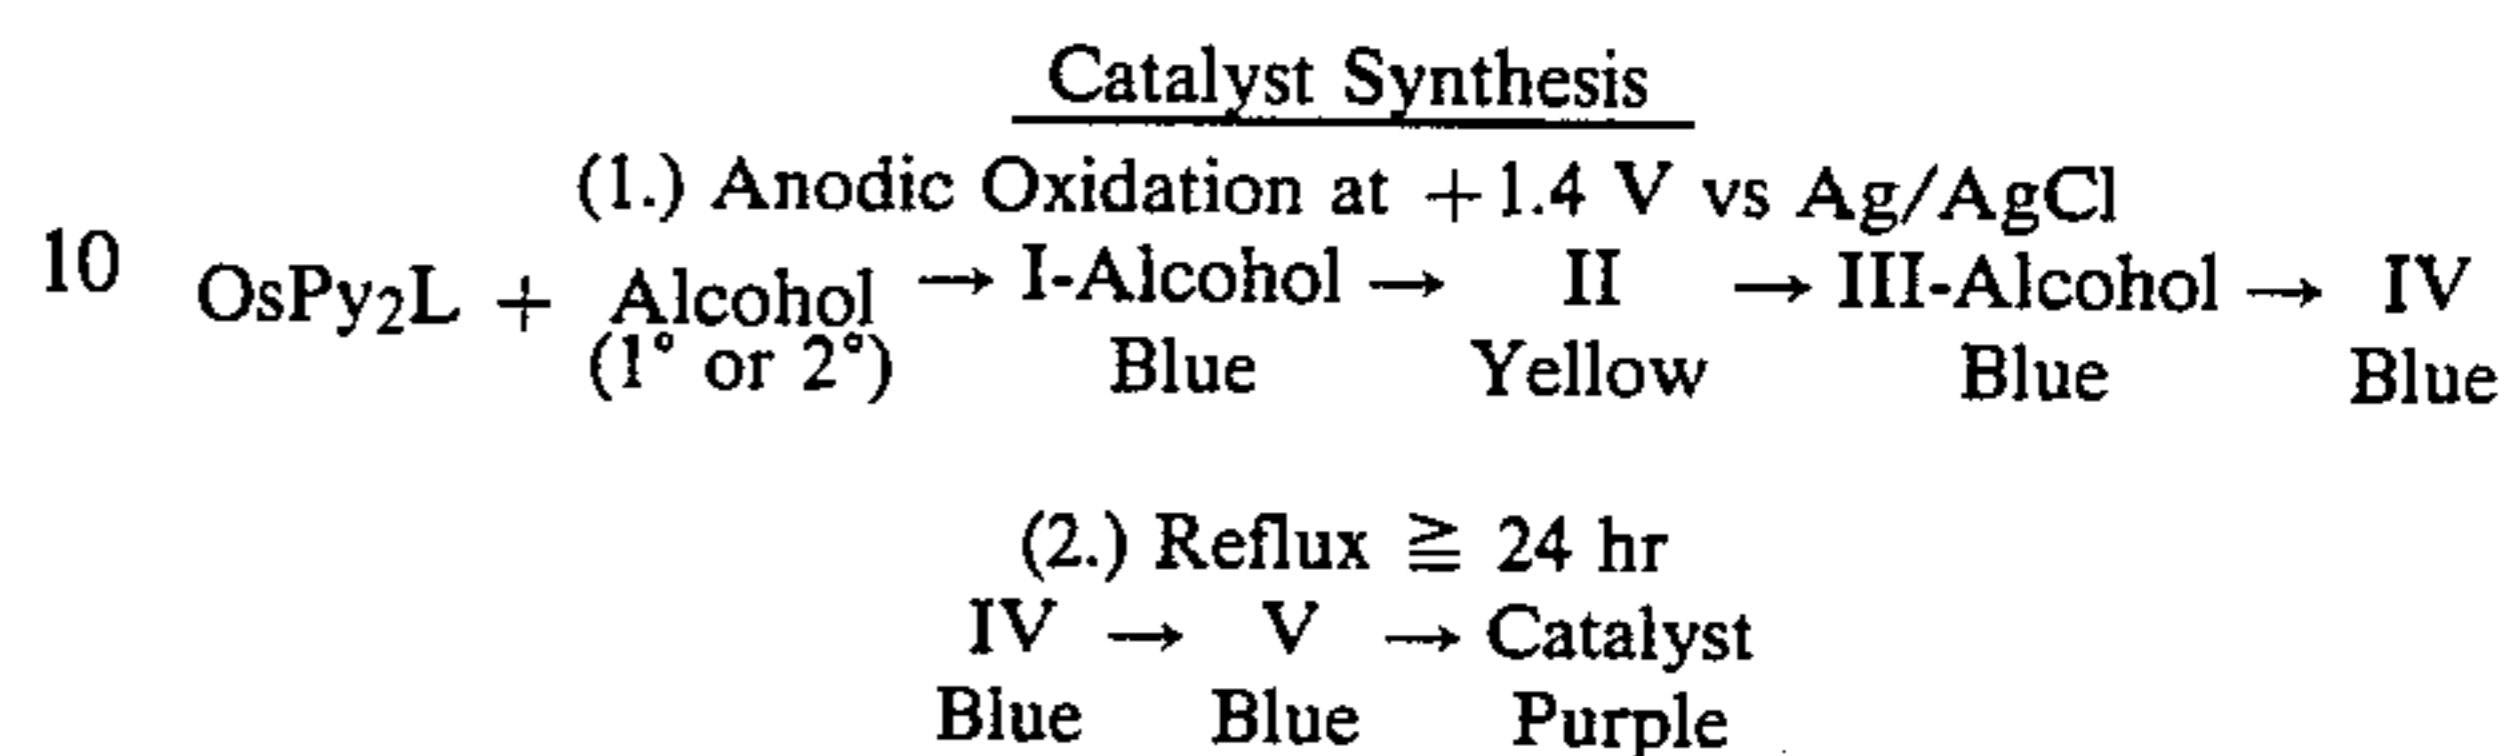 Catalyst Synthesis
(1.) Anodic Oxidation at +1.4 V vs Ag/AgCl
10 OsPy₂L + Alcohol → I-Alcohol → II → III-Alcohol → IV
(1° or 2°) Blue Yellow Blue Blue
(2.) Reflux ≧ 24 hr
IV → V → Catalyst
Blue Blue Purple